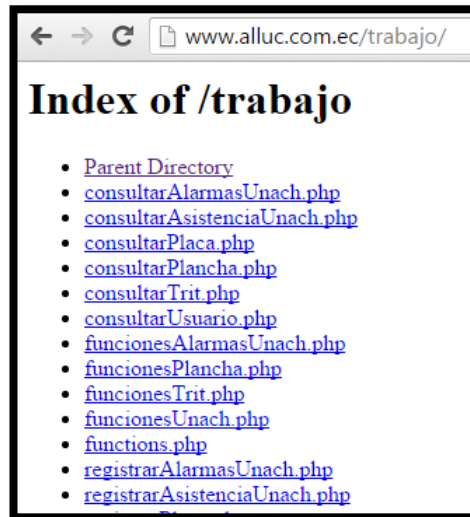 www.alluc.com.ec/trabajo/
Index of /trabajo
Parent Directory
consultarAlarmasUnach.php
consultarAsistenciaUnach.php
consultarPlaca.php
consultarPlancha.php
consultarTrit.php
consultarUsuario.php
funcionesAlarmasUnach.php
funcionesPlancha.php
funcionesTrit.php
funcionesUnach.php
functions.php
registrarAlarmasUnach.php
registrarAsistenciaUnach.php